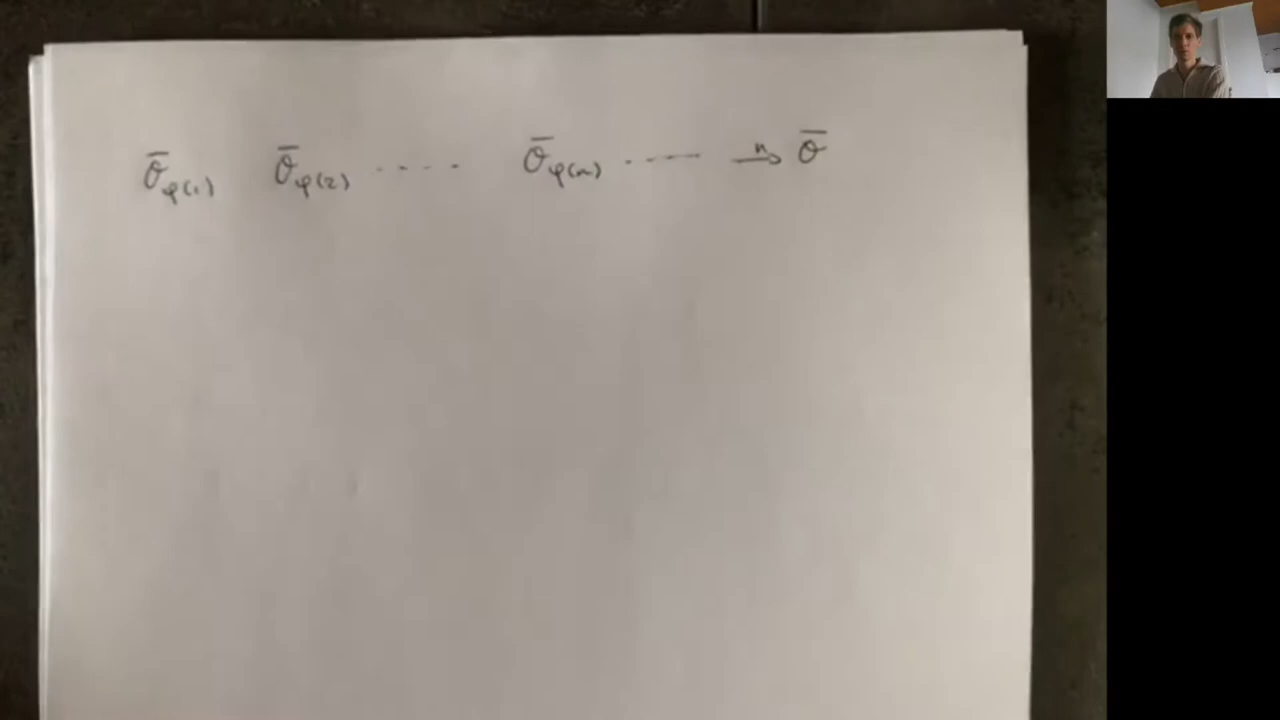 θ̄_φ(1) θ̄_φ(2) ---- θ̄_φ(n) ----- →ⁿ θ̄